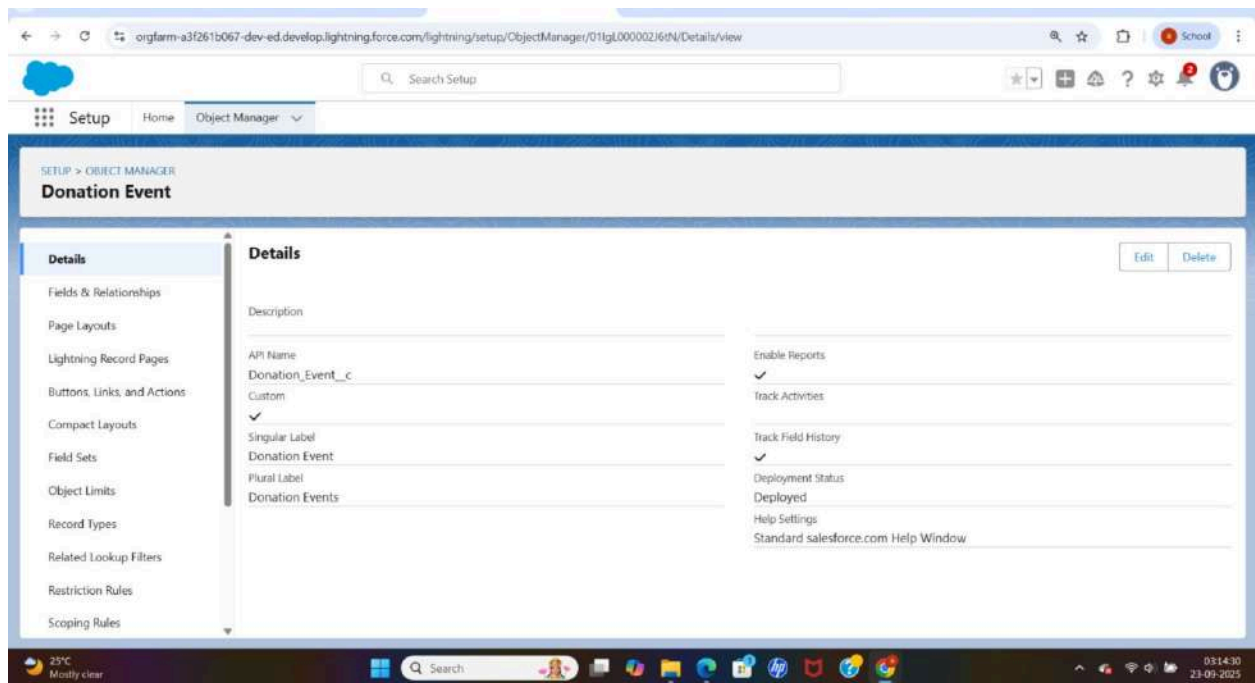 orgfarm-a3f261b067-dev-ed.develop.lightning.force.com/lightning/setup/ObjectManager/01IgL000002J6tN/Details/view
School
Search Setup
2
Setup
Home
Object Manager
SETUP > OBJECT MANAGER
Donation Event
Details
Fields & Relationships
Page Layouts
Lightning Record Pages
Buttons, Links, and Actions
Compact Layouts
Field Sets
Object Limits
Record Types
Related Lookup Filters
Restriction Rules
Scoping Rules
Details
Edit
Delete
Description
API Name
Donation_Event__c
Custom
Singular Label
Donation Event
Plural Label
Donation Events
Enable Reports
Track Activities
Track Field History
Deployment Status
Deployed
Help Settings
Standard salesforce.com Help Window
25°C
Mostly clear
Search
03:14:30
23-09-2025